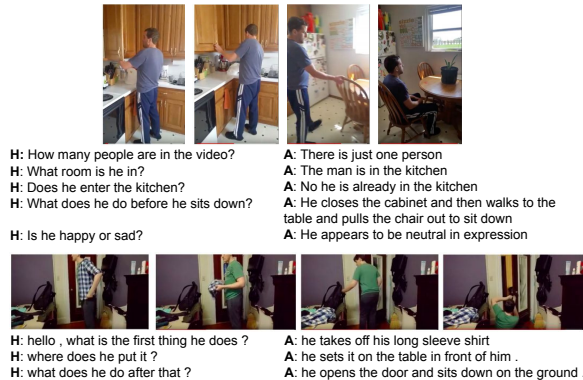 H: How many people are in the video? A: There is just one person
H: What room is he in? A: The man is in the kitchen
H: Does he enter the kitchen? A: No he is already in the kitchen
H: What does he do before he sits down? A: He closes the cabinet and then walks to the
table and pulls the chair out to sit down
H: Is he happy or sad? A: He appears to be neutral in expression
H: hello , what is the first thing he does ? A: he takes off his long sleeve shirt
H: where does he put it ? A: he sets it on the table in front of him .
H: what does he do after that ? A: he opens the door and sits down on the ground